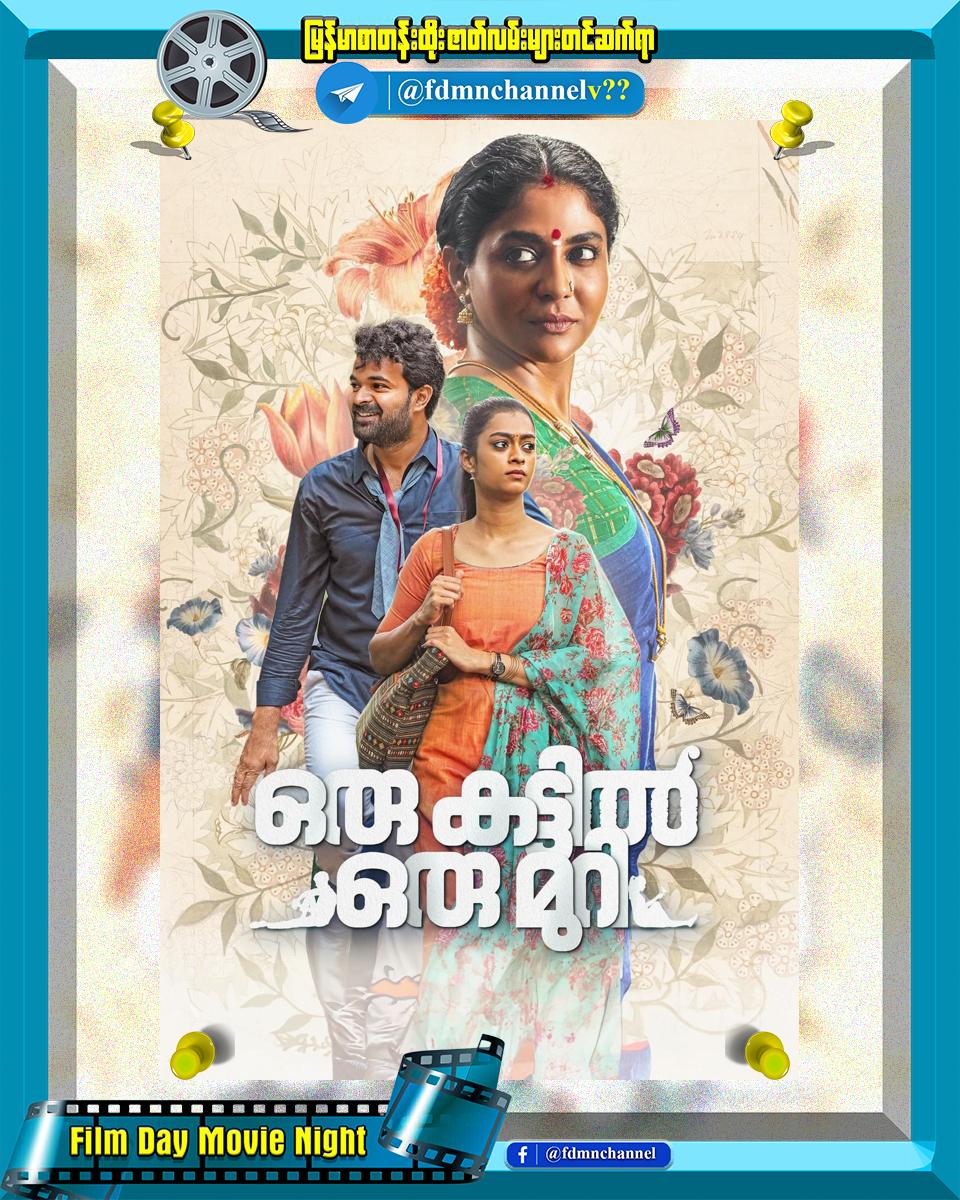 မြန်မာစာတန်းထိုးဇာတ်လမ်းများတင်ဆက်ရာ
@fdmnchannelv??
ഒരു കട്ടിൽ
ഒരു മുറി
Film Day Movie Night
f @fdmnchannel